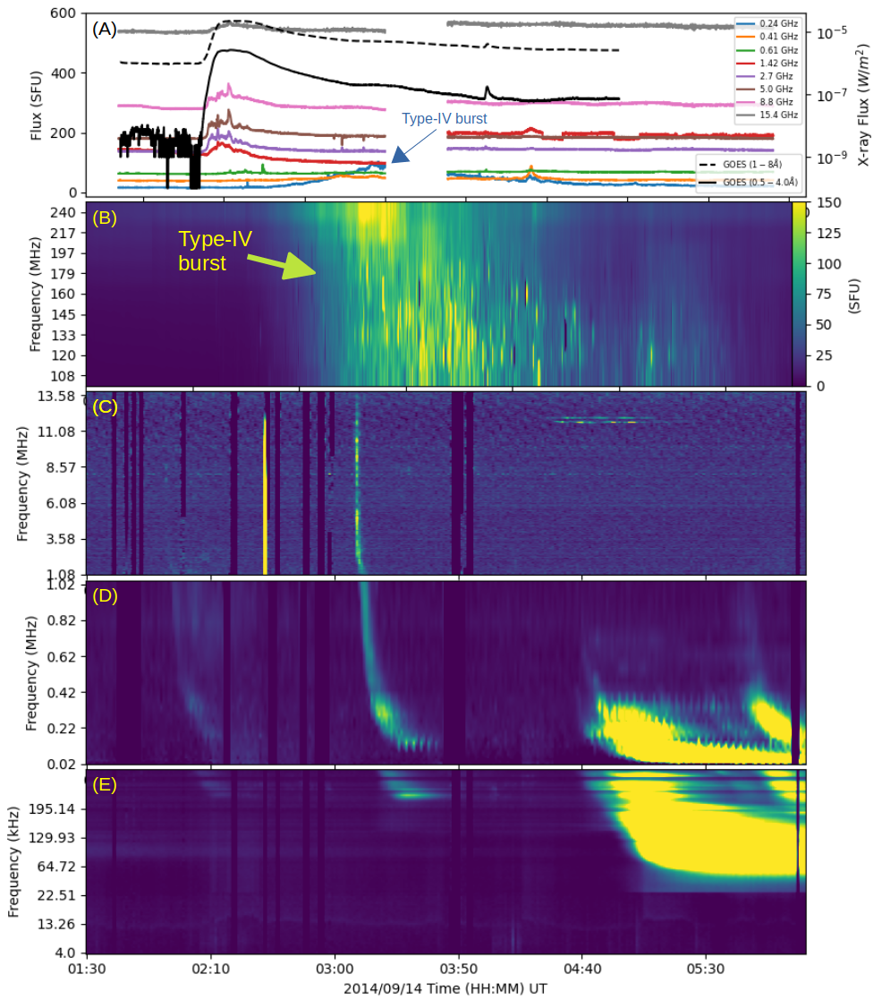 (A)
600
400
200
0
Flux (SFU)
Type-IV burst
0.24 GHz
0.41 GHz
0.61 GHz
1.42 GHz
2.7 GHz
5.0 GHz
8.8 GHz
15.4 GHz
GOES (1 − 8Å)
GOES (0.5 − 4.0Å)
10⁻⁵
10⁻⁷
10⁻⁹
X-ray Flux (W/m²)
(B)
Type-IV
burst
240
217
197
179
160
145
133
120
108
Frequency (MHz)
150
100
75
50
25
0
(SFU)
(C)
13.58
11.08
8.57
6.08
3.58
1.08
Frequency (MHz)
(D)
1.02
0.82
0.62
0.42
0.22
0.02
Frequency (MHz)
(E)
195.14
129.93
64.72
22.51
13.26
4.0
Frequency (kHz)
01:30
02:10
03:00
03:50
04:40
05:30
2014/09/14 Time (HH:MM) UT